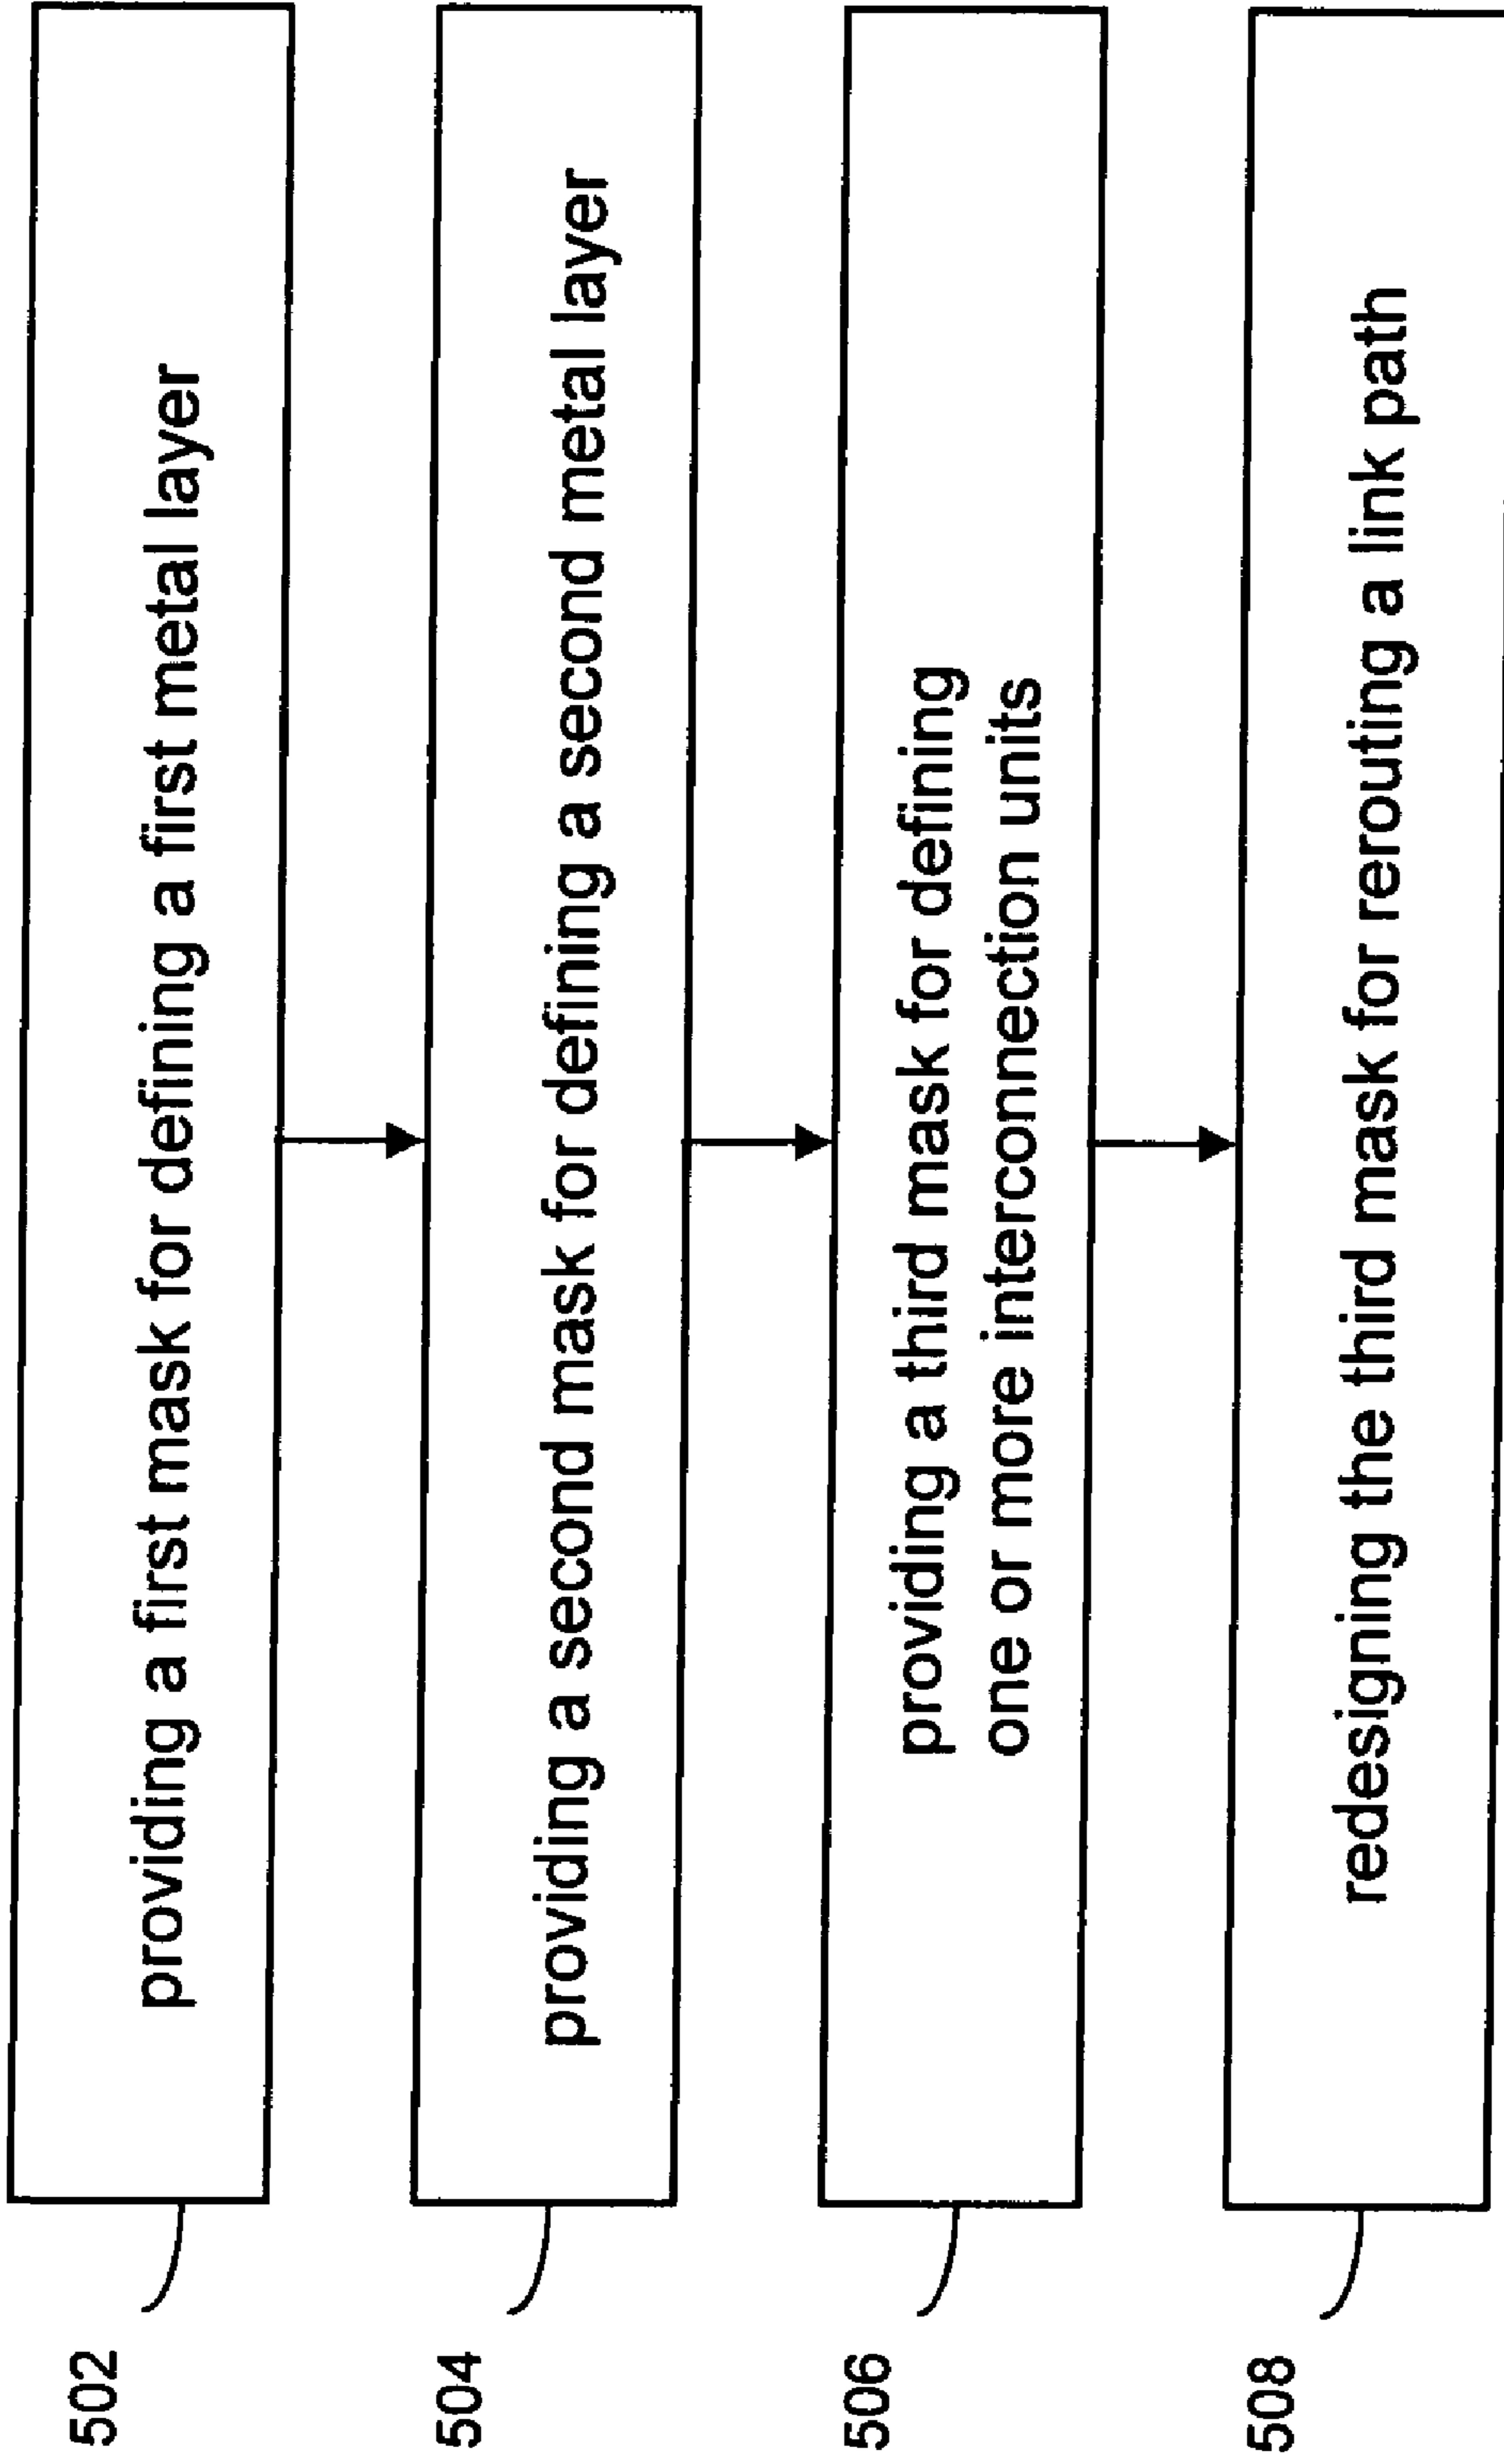 502
providing a first mask for defining a first metal layer
504
providing a second mask for defining a second metal layer
506
providing a third mask for defining
one or more interconnection units
508
redesigning the third mask for rerouting a link path